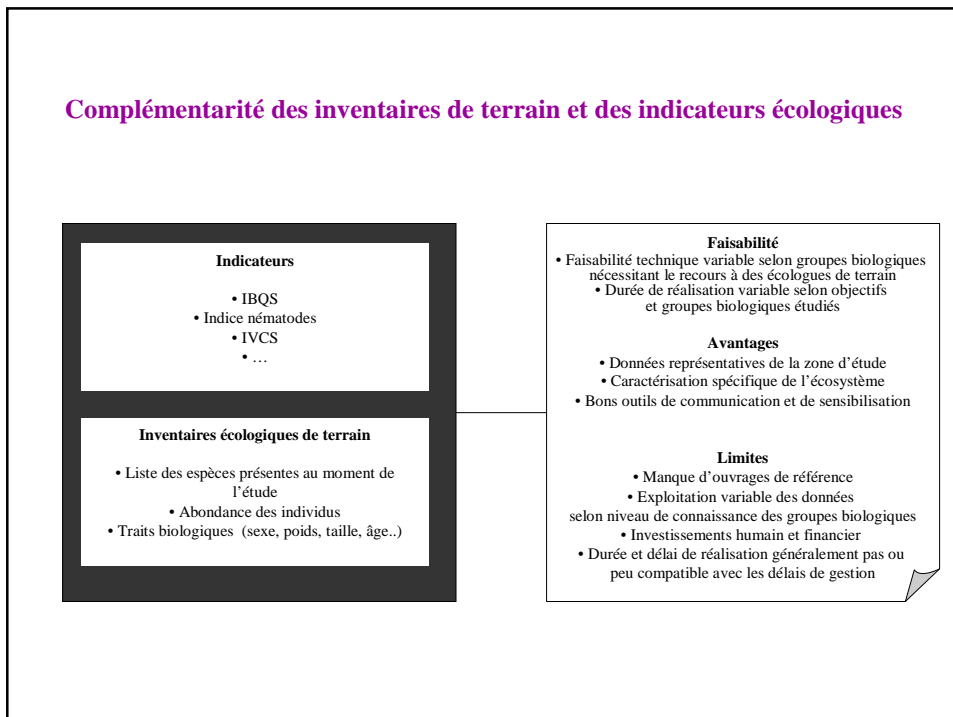 Complémentarité des inventaires de terrain et des indicateurs écologiques
Indicateurs
• IBQS
• Indice nématodes
• IVCS
• …
Inventaires écologiques de terrain
• Liste des espèces présentes au moment de
l’étude
• Abondance des individus
• Traits biologiques (sexe, poids, taille, âge..)
Faisabilité
• Faisabilité technique variable selon groupes biologiques
nécessitant le recours à des écologues de terrain
• Durée de réalisation variable selon objectifs
et groupes biologiques étudiés
Avantages
• Données représentatives de la zone d’étude
• Caractérisation spécifique de l’écosystème
• Bons outils de communication et de sensibilisation
Limites
• Manque d’ouvrages de référence
• Exploitation variable des données
selon niveau de connaissance des groupes biologiques
• Investissements humain et financier
• Durée et délai de réalisation généralement pas ou
peu compatible avec les délais de gestion